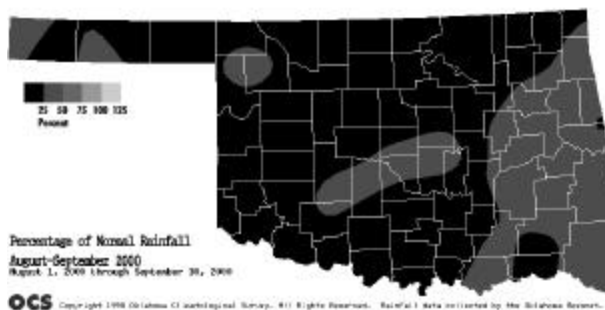 25 50 75 100 125
Percent
Percentage of Normal Rainfall
August-September 2000
August 1, 2000 through September 30, 2000
OCS Copyright 1998 Oklahoma Climatological Survey. All Rights Reserved. Rainfall data collected by the Oklahoma Mesonet.